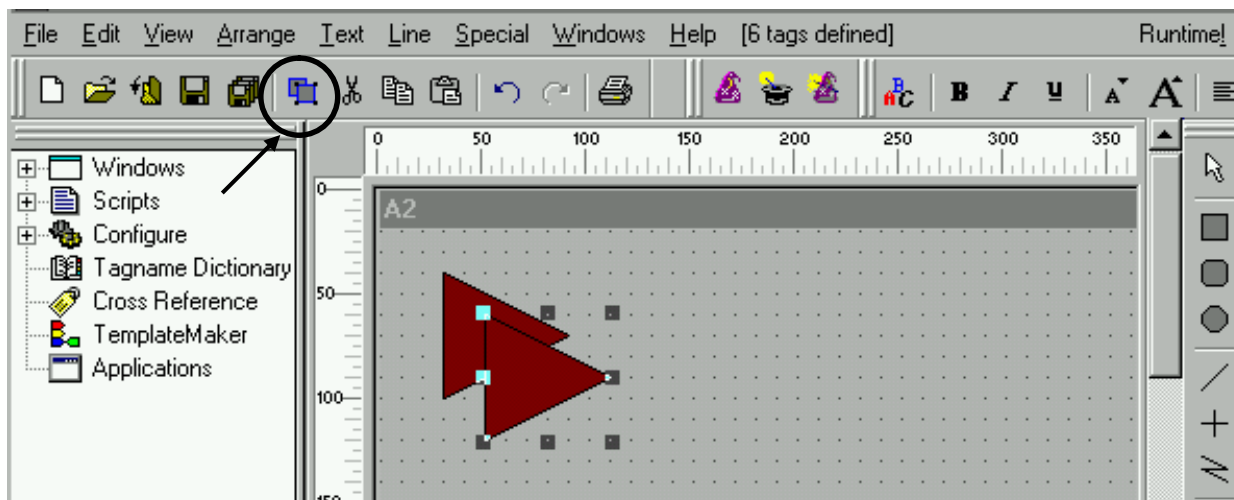 File Edit View Arrange Text Line Special Windows Help [6 tags defined] Runtime!
A B C B I U A A
0 50 100 150 200 250 300 350
Windows
Scripts
Configure
Tagname Dictionary
Cross Reference
TemplateMaker
Applications
0
50
100
150
A2